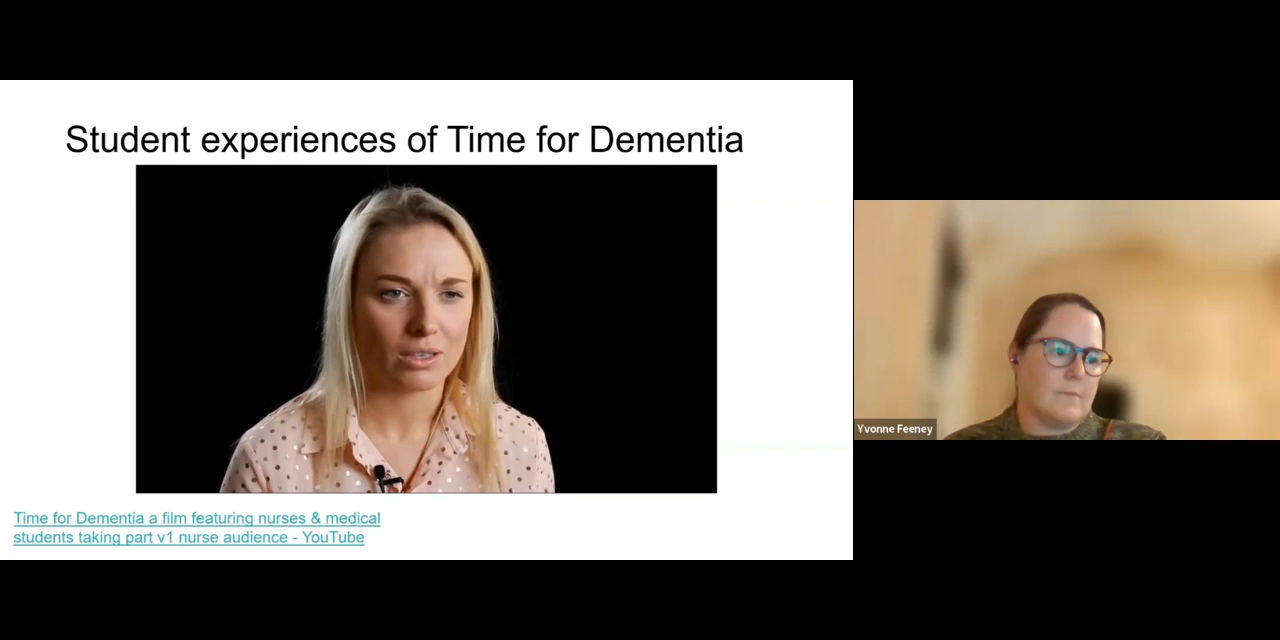 Student experiences of Time for Dementia
Time for Dementia a film featuring nurses & medical
students taking part v1 nurse audience - YouTube
Yvonne Feeney